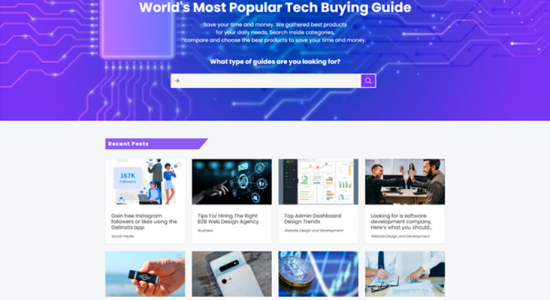 World's Most Popular Tech Buying Guide
Save your time and money. We gathered best products
for your daily needs. Search inside categories,
compare and choose the best products to save your time and money.
What type of guides are you looking for?
Recent Posts
167K
Followers
Gain free Instagram
followers or likes using the
GetInsta app
Social media
Tips For Hiring The Right
B2B Web Design Agency
Business
Top Admin Dashboard
Design Trends
Website Design and Development
Looking for a software
development company,
Here's what you should...
Website Design and Development